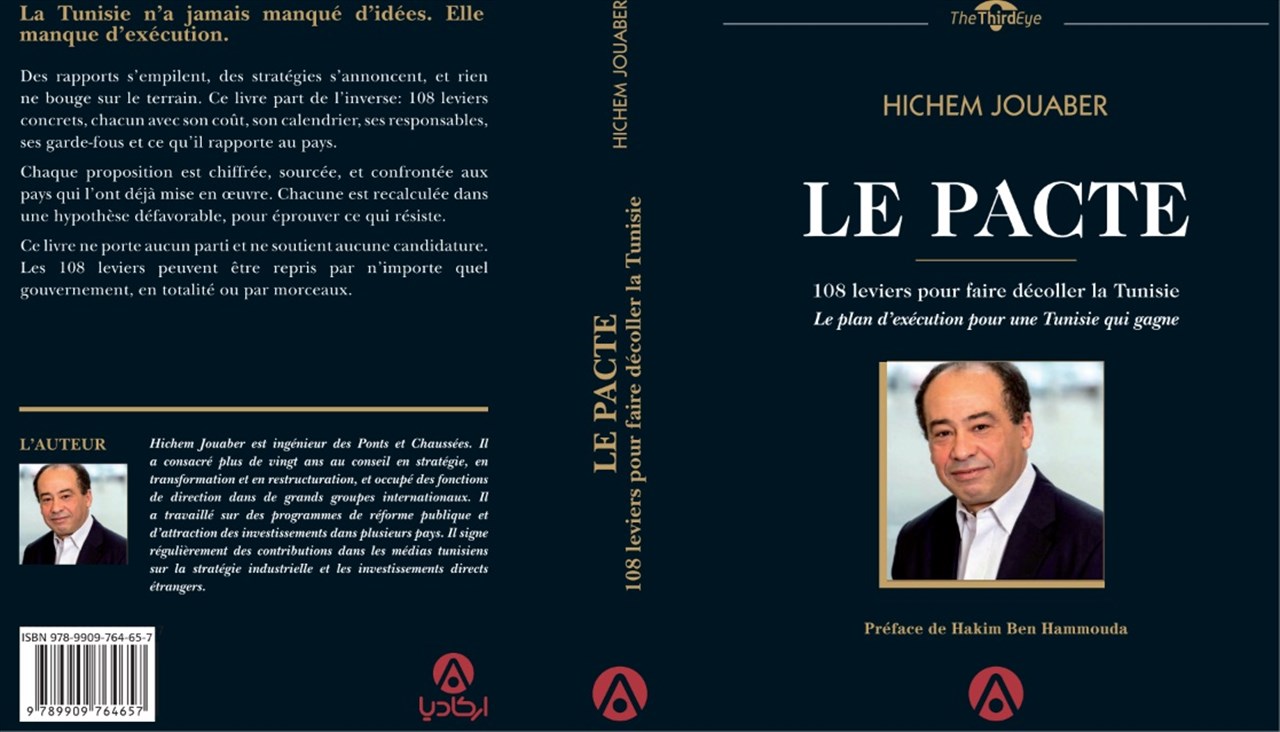 La Tunisie n'a jamais manqué d'idées. Elle
manque d'exécution.
Des rapports s'empilent, des stratégies s'annoncent, et rien
ne bouge sur le terrain. Ce livre part de l'inverse: 108 leviers
concrets, chacun avec son coût, son calendrier, ses responsables,
ses garde-fous et ce qu'il rapporte au pays.
Chaque proposition est chiffrée, sourcée, et confrontée aux
pays qui l'ont déjà mise en œuvre. Chacune est recalculée dans
une hypothèse défavorable, pour éprouver ce qui résiste.
Ce livre ne porte aucun parti et ne soutient aucune candidature.
Les 108 leviers peuvent être repris par n'importe quel
gouvernement, en totalité ou par morceaux.
L'AUTEUR
Hichem Jouaber est ingénieur des Ponts et Chaussées. Il
a consacré plus de vingt ans au conseil en stratégie, en
transformation et en restructuration, et occupé des fonctions
de direction dans de grands groupes internationaux. Il
a travaillé sur des programmes de réforme publique et
d'attraction des investissements dans plusieurs pays. Il signe
régulièrement des contributions dans les médias tunisiens
sur la stratégie industrielle et les investissements directs
étrangers.
ISBN 978-9909-764-65-7
9 789909 764657
اركاديا
HICHEM JOUABER
LE PACTE
108 leviers pour faire décoller la Tunisie
TheThirdEye
HICHEM JOUABER
LE PACTE
108 leviers pour faire décoller la Tunisie
Le plan d'exécution pour une Tunisie qui gagne
Préface de Hakim Ben Hammouda